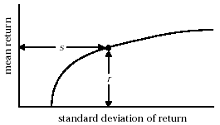 mean return
s
r
standard deviation of return